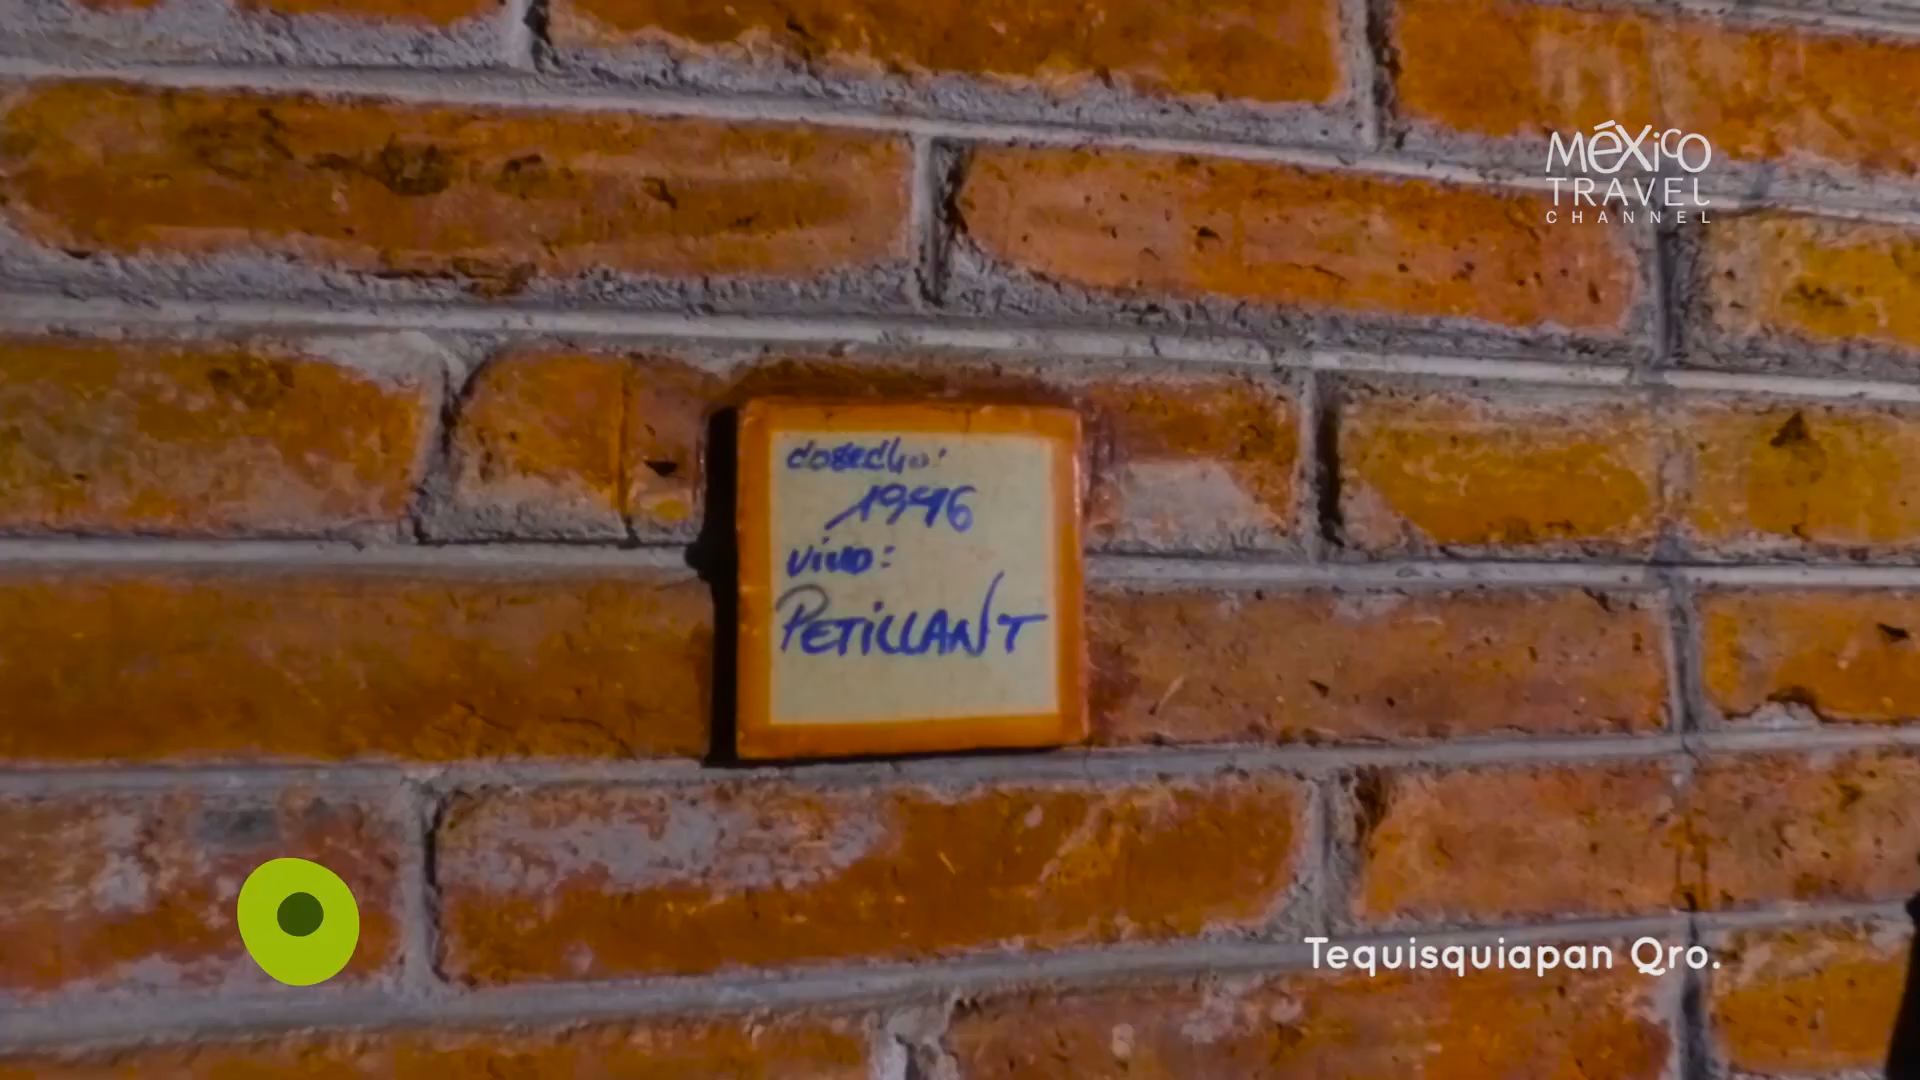 MéXico
TRAVEL
CHANNEL
cosecha:
1996
vino:
PETiLLANT
Tequisquiapan Qro.